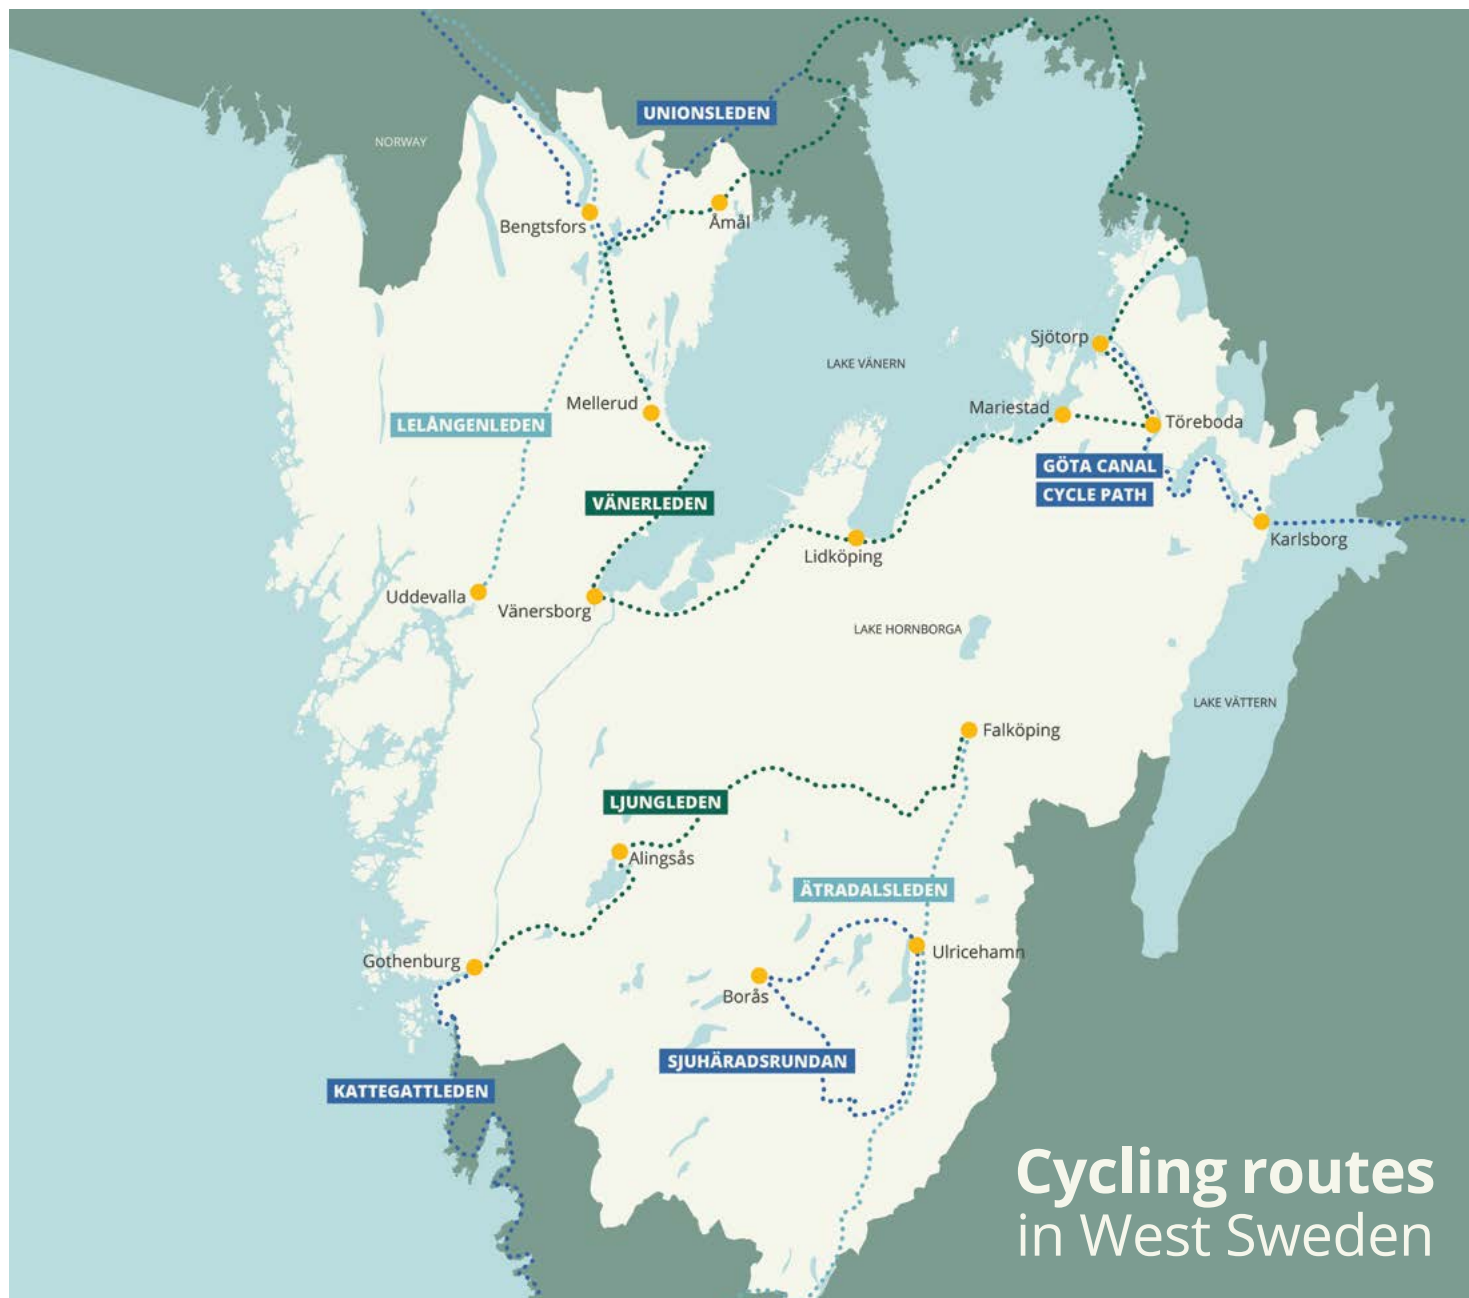 UNIONSLEDEN
NORWAY
Bengtsfors
Åmål
Sjötorp
LAKE VÄNERN
Mellerud
Mariestad
Töreboda
LELÅNGENLEDEN
GÖTA CANAL
CYCLE PATH
VÄNERLEDEN
Karlsborg
Lidköping
Uddevalla
Vänersborg
LAKE HORNBORGA
LAKE VÄTTERN
Falköping
LJUNGLEDEN
Alingsås
ÄTRADALSLEDEN
Ulricehamn
Gothenburg
Borås
SJUHÄRADSRUNDAN
KATTEGATTLEDEN
Cycling routes
in West Sweden